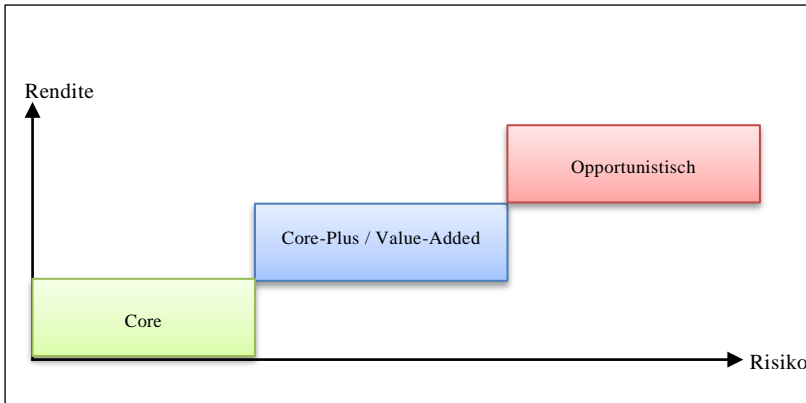 Rendite
Opportunistisch
Core-Plus / Value-Added
Core
Risiko